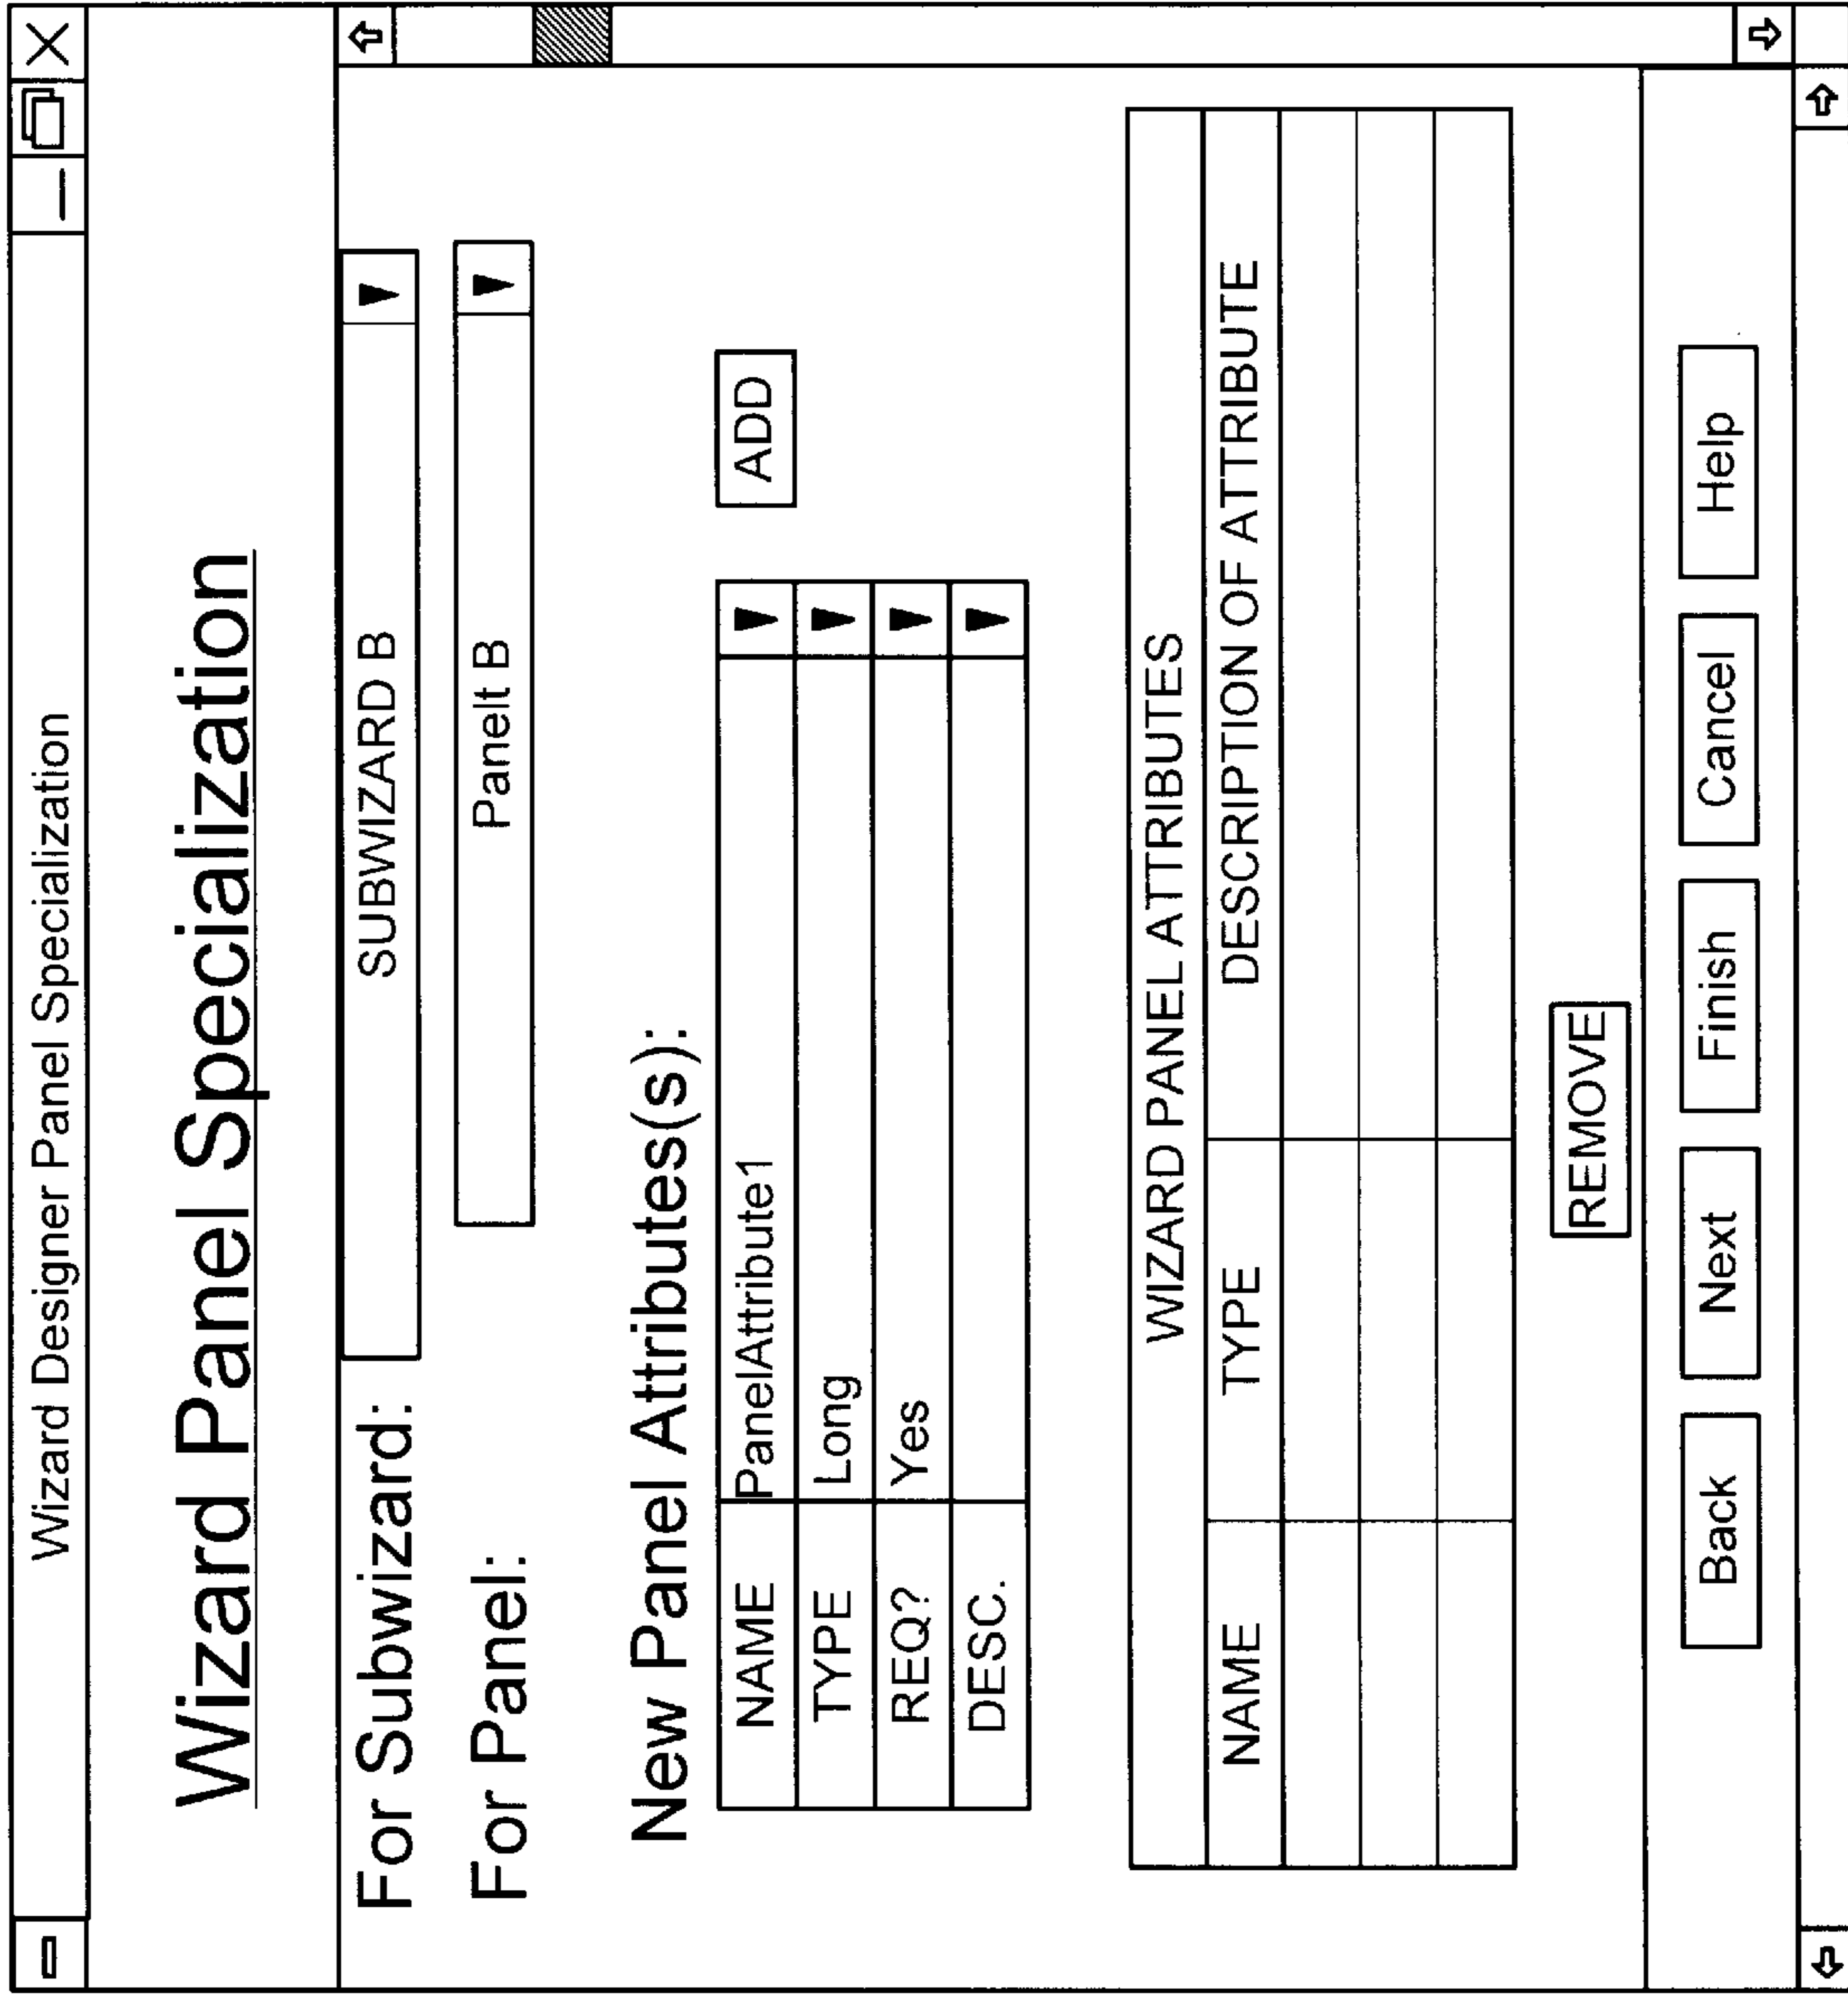 Wizard Designer Panel Specialization
Wizard Panel Specialization
For Subwizard: SUBWIZARD B
For Panel: Panelt B
New Panel Attributes(s):
NAME PanelAttribute1 ADD
TYPE Long
REQ? Yes
DESC.
WIZARD PANEL ATTRIBUTES
NAME TYPE DESCRIPTION OF ATTRIBUTE
REMOVE
Back Next Finish Cancel Help